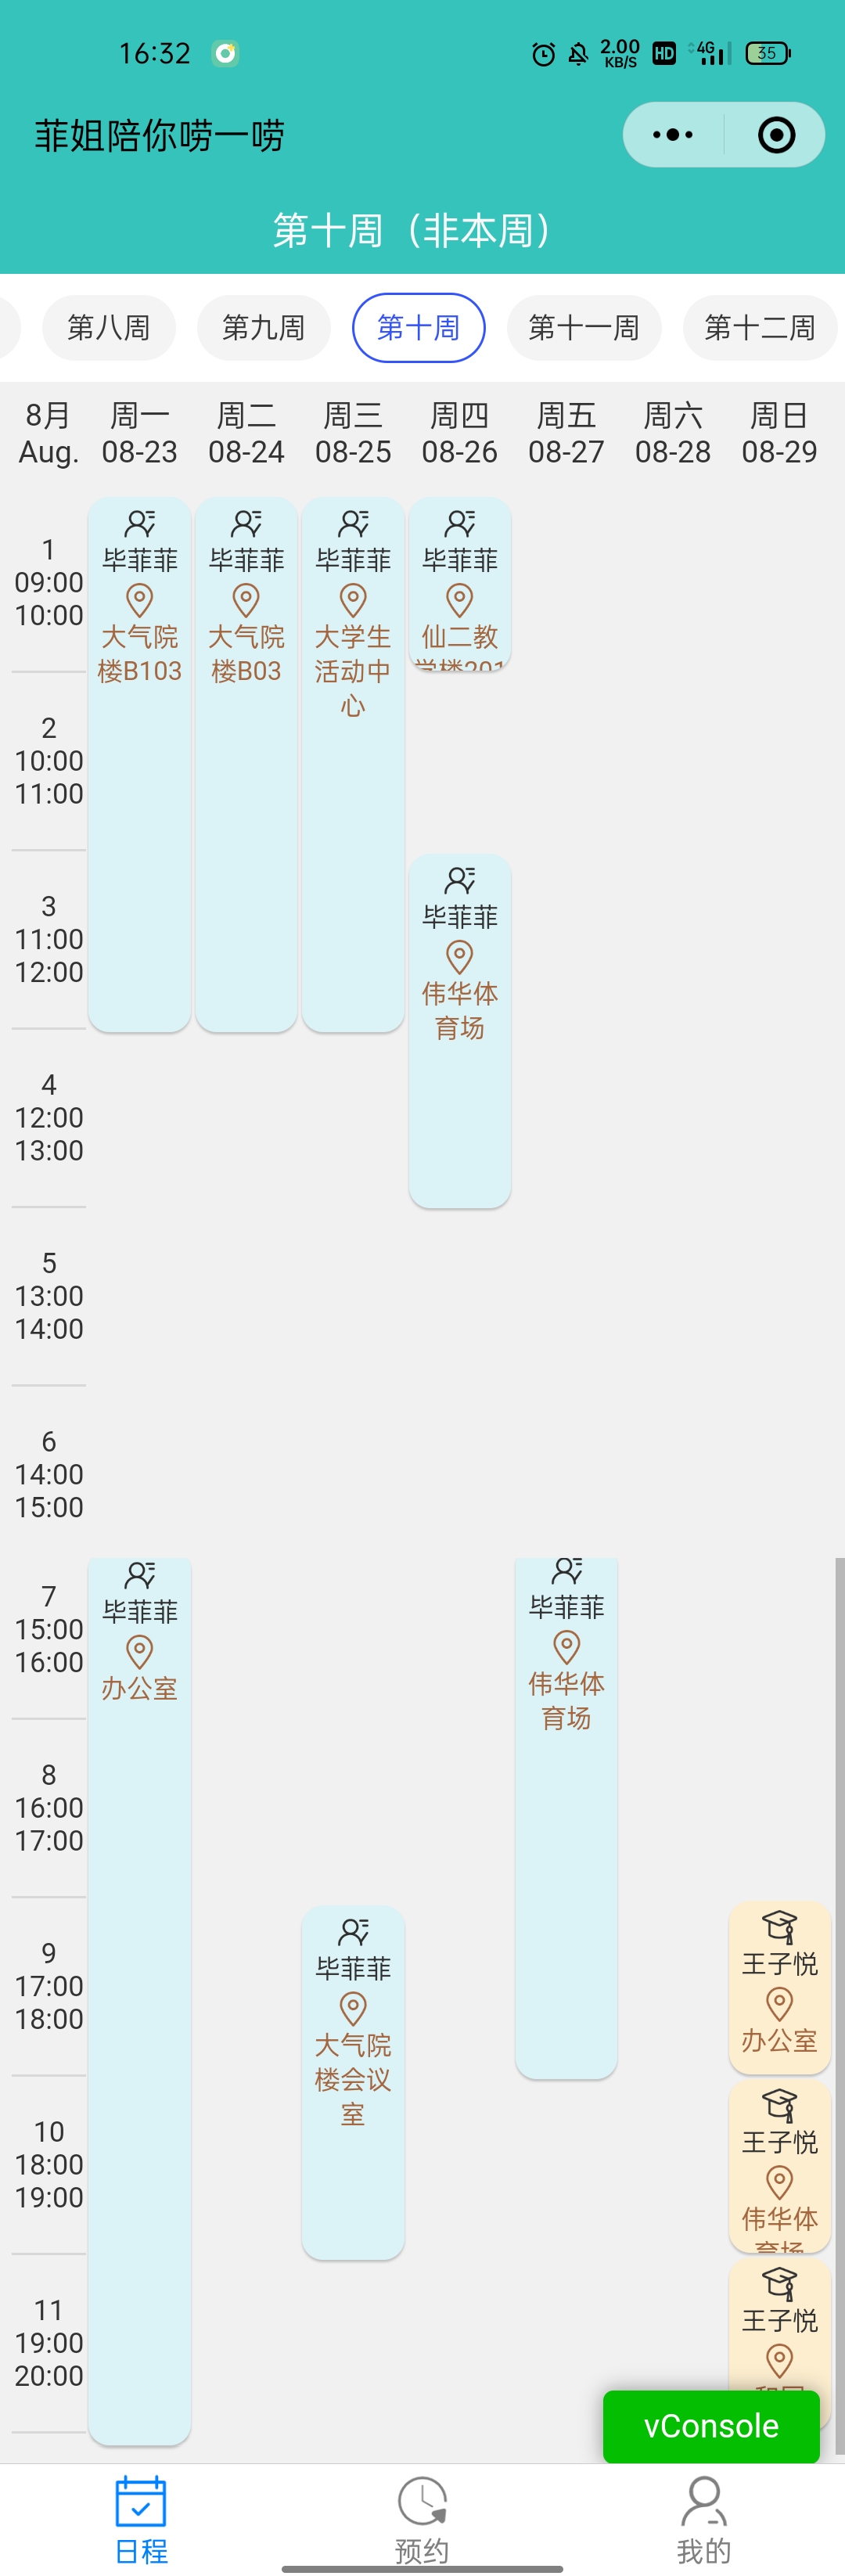 16:32
2.00
KB/S
HD
4G
35
菲姐陪你唠一唠
第十周（非本周）
第八周 第九周 第十周 第十一周 第十二周
8月 周一 周二 周三 周四 周五 周六 周日
Aug. 08-23 08-24 08-25 08-26 08-27 08-28 08-29
1
09:00
10:00
毕菲菲
大气院
楼B103
毕菲菲
大气院
楼B03
毕菲菲
大学生
活动中
心
毕菲菲
仙二教
学楼201
2
10:00
11:00
3
11:00
12:00
毕菲菲
伟华体
育场
4
12:00
13:00
5
13:00
14:00
6
14:00
15:00
7
15:00
16:00
毕菲菲
办公室
毕菲菲
伟华体
育场
8
16:00
17:00
9
17:00
18:00
毕菲菲
大气院
楼会议
室
王子悦
办公室
10
18:00
19:00
王子悦
伟华体
育场
11
19:00
20:00
王子悦
vConsole
日程 预约 我的